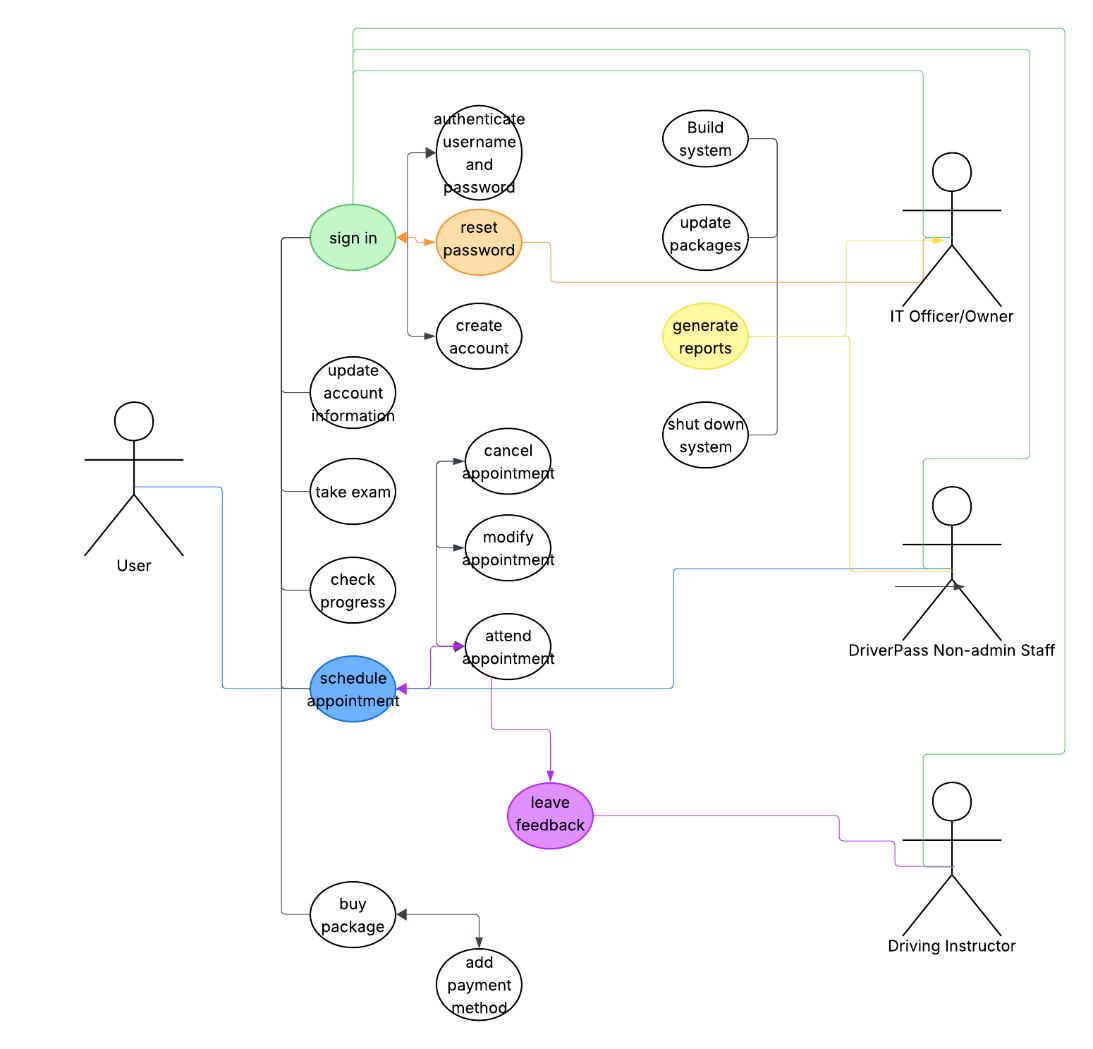 authenticate
username
and
password
Build
system
sign in
reset
password
update
packages
IT Officer/Owner
create
account
generate
reports
update
account
information
shut down
system
cancel
appointment
take exam
modify
appointment
User
check
progress
attend
appointment
DriverPass Non-admin Staff
schedule
appointment
leave
feedback
buy
package
Driving Instructor
add
payment
method